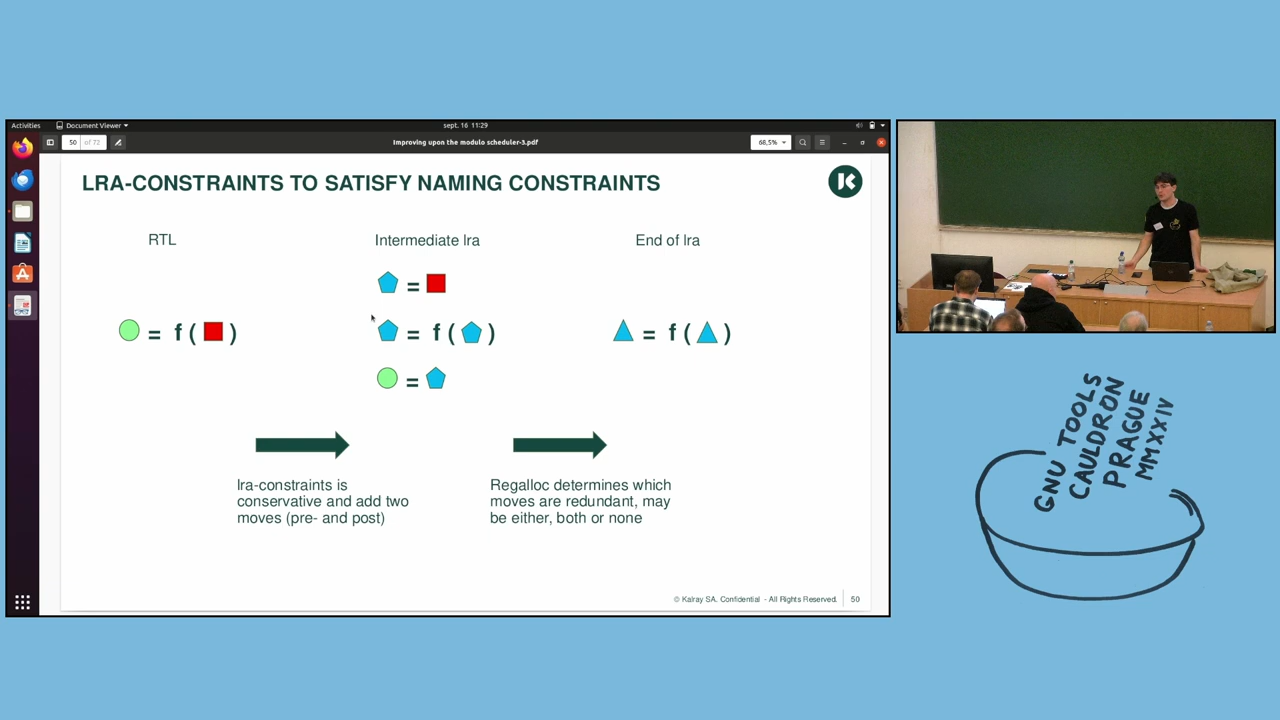 Activities
Document Viewer
sept. 16 11:29
50 of 72
Improving upon the modulo scheduler-3.pdf
68,5%
LRA-CONSTRAINTS TO SATISFY NAMING CONSTRAINTS
RTL
Intermediate lra
End of lra
=
= f ( )
= f ( )
= f ( )
=
lra-constraints is
conservative and add two
moves (pre- and post)
Regalloc determines which
moves are redundant, may
be either, both or none
© Kalray SA. Confidential - All Rights Reserved.
50
GNU TOOLS
CAULDRON
PRAGUE
MMXXIV